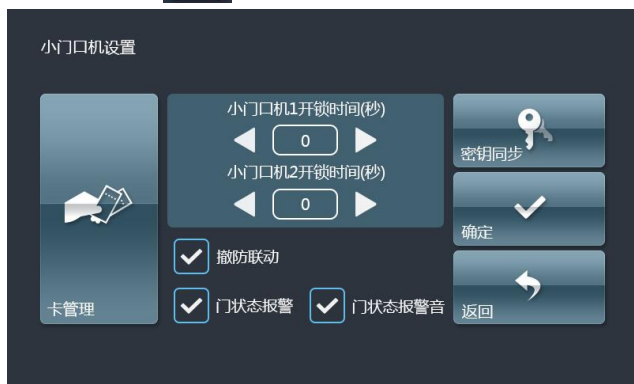 小门口机设置
小门口机1开锁时间(秒)
0
小门口机2开锁时间(秒)
0
撤防联动
门状态报警
门状态报警音
卡管理
密钥同步
确定
返回